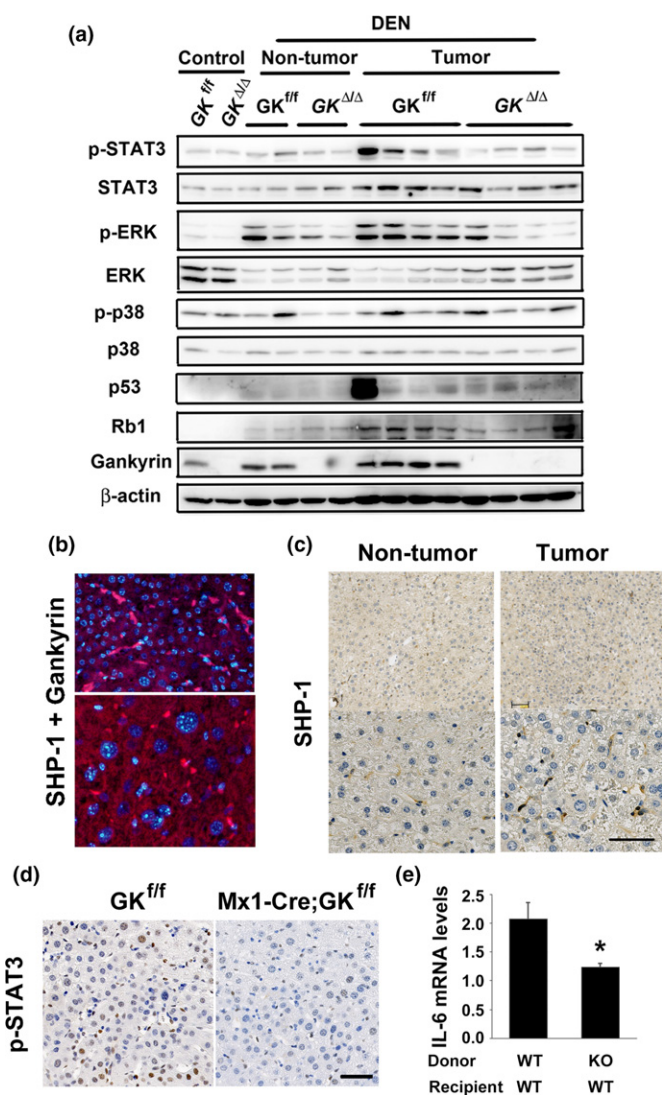 (a)
DEN
Control Non-tumor Tumor
GK f/f GK Δ/Δ GK f/f GK Δ/Δ GK f/f GK Δ/Δ
p-STAT3
STAT3
p-ERK
ERK
p-p38
p38
p53
Rb1
Gankyrin
β-actin
(b)
SHP-1 + Gankyrin
(c)
Non-tumor Tumor
SHP-1
(d)
GK f/f Mx1-Cre;GK f/f
p-STAT3
(e)
IL-6 mRNA levels
2.5
2.0
1.5
1.0
0.5
0.0
*
Donor WT KO
Recipient WT WT